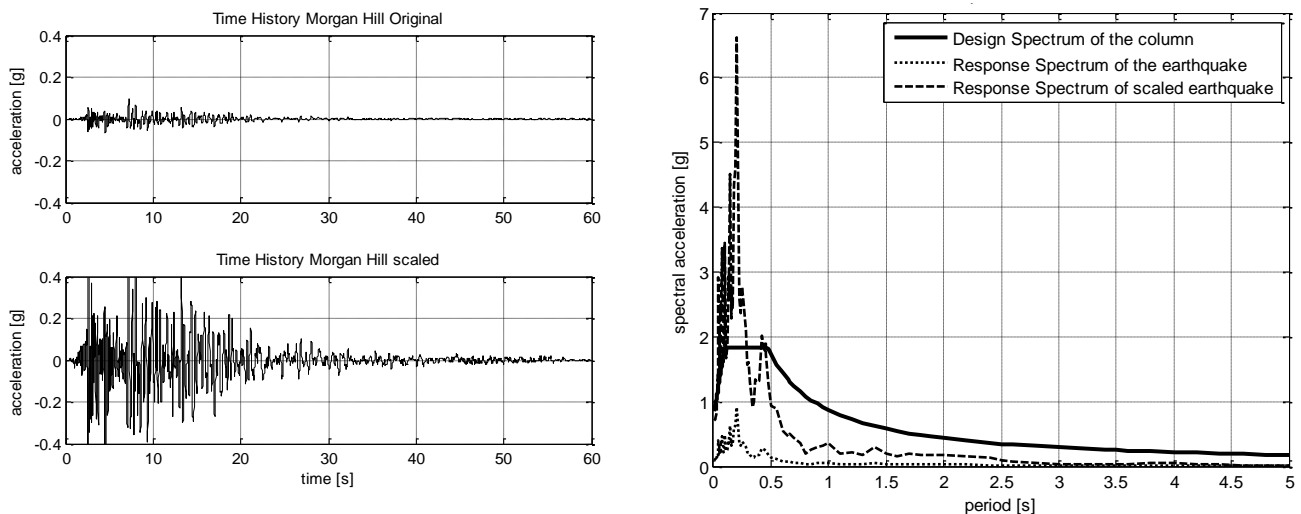 Time History Morgan Hill Original
0.4
0.2
0
-0.2
-0.4
acceleration [g]
0 10 20 30 40 50 60
Time History Morgan Hill scaled
0.4
0.2
0
-0.2
-0.4
acceleration [g]
0 10 20 30 40 50 60
time [s]
7
6
5
4
3
2
1
0
spectral acceleration [g]
Design Spectrum of the column
Response Spectrum of the earthquake
Response Spectrum of scaled earthquake
0 0.5 1 1.5 2 2.5 3 3.5 4 4.5 5
period [s]